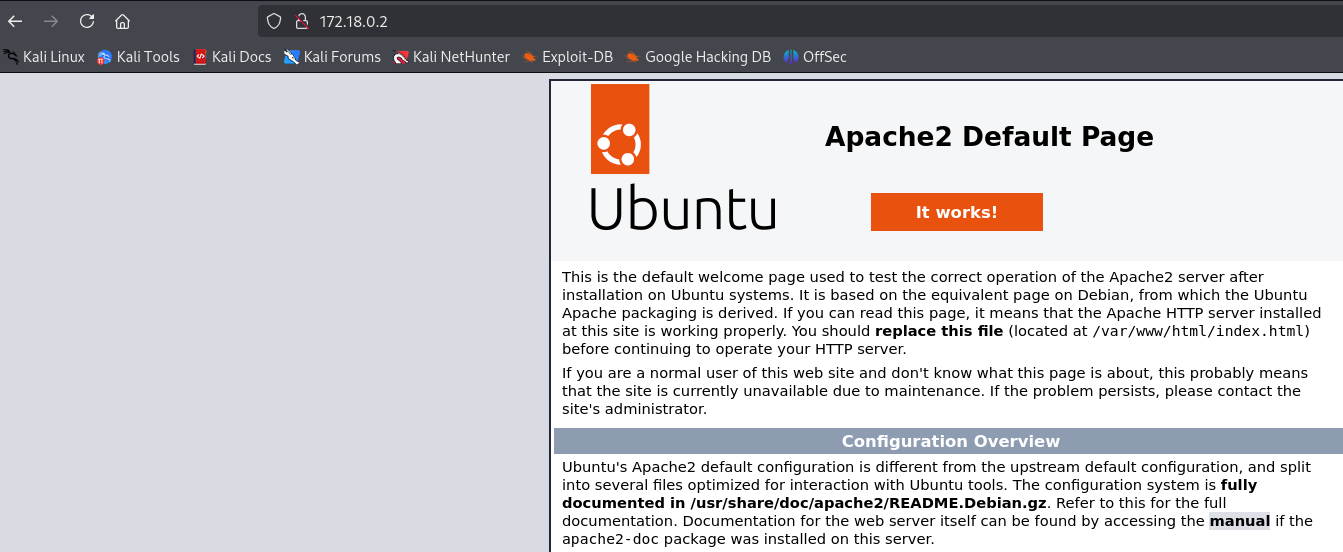 172.18.0.2
Kali Linux Kali Tools Kali Docs Kali Forums Kali NetHunter Exploit-DB Google Hacking DB OffSec
Apache2 Default Page
Ubuntu
It works!
This is the default welcome page used to test the correct operation of the Apache2 server after
installation on Ubuntu systems. It is based on the equivalent page on Debian, from which the Ubuntu
Apache packaging is derived. If you can read this page, it means that the Apache HTTP server installed
at this site is working properly. You should replace this file (located at /var/www/html/index.html)
before continuing to operate your HTTP server.
If you are a normal user of this web site and don't know what this page is about, this probably means
that the site is currently unavailable due to maintenance. If the problem persists, please contact the
site's administrator.
Configuration Overview
Ubuntu's Apache2 default configuration is different from the upstream default configuration, and split
into several files optimized for interaction with Ubuntu tools. The configuration system is fully
documented in /usr/share/doc/apache2/README.Debian.gz. Refer to this for the full
documentation. Documentation for the web server itself can be found by accessing the manual if the
apache2-doc package was installed on this server.